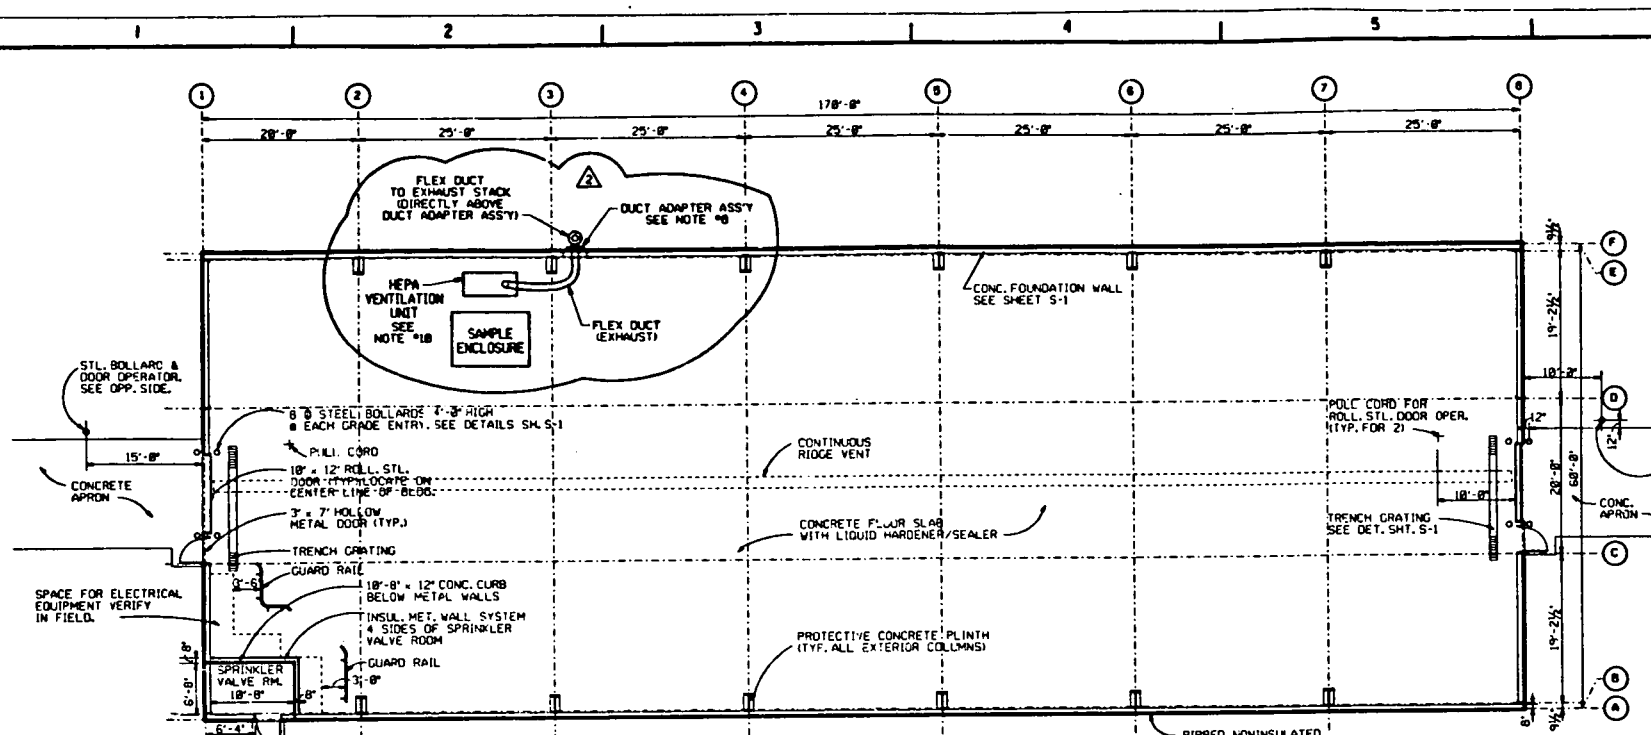 1 2 3 4 5
1 2 3 4 5 6 7 8
170'-0"
20'-0" 25'-0" 25'-0" 25'-0" 25'-0" 25'-0" 25'-0"
2
FLEX DUCT
TO EXHAUST STACK
(DIRECTLY ABOVE
DUCT ADAPTER ASS'Y)
DUCT ADAPTER ASS'Y
SEE NOTE
HEPA
VENTILATION
UNIT
SEE
NOTE
SAMPLE
ENCLOSURE
FLEX DUCT
(EXHAUST)
CONC. FOUNDATION WALL
SEE SHEET S-1
9½"
F
E
19'-2½"
10'-0"
D
12"
12"
STL. BOLLARD &
DOOR OPERATOR.
SEE OPP. SIDE.
15'-0"
CONCRETE
APRON
STEEL BOLLARDS 4'-0" HIGH
@ EACH GRADE ENTRY. SEE DETAILS SH. S-1
PULL CORD
10' x 12' ROLL. STL.
DOOR (TYP.) LOCATE ON
CENTER LINE OF BLDG.
3' x 7' HOLLOW
METAL DOOR (TYP.)
TRENCH GRATING
CONTINUOUS
RIDGE VENT
CONCRETE FLOOR SLAB
WITH LIQUID HARDENER/SEALER
PULL CORD FOR
ROLL. STL. DOOR OPER.
(TYP. FOR 2)
10'-0"
TRENCH GRATING
SEE DET. SHT. S-1
20'-0"
60'-0"
CONC.
APRON
C
GUARD RAIL
3'-6"
10'-8" x 12" CONC. CURB
BELOW METAL WALLS
SPACE FOR ELECTRICAL
EQUIPMENT VERIFY
IN FIELD.
INSUL. MET. WALL SYSTEM
4 SIDES OF SPRINKLER
VALVE ROOM
GUARD RAIL
3'-0"
PROTECTIVE CONCRETE PLINTH
(TYP. ALL EXTERIOR COLUMNS)
8"
SPRINKLER
VALVE RM.
10'-8"
8"
6'-8"
6'-4"
19'-2½"
B
A
8"
9½"
RIBBED NONINSULATED